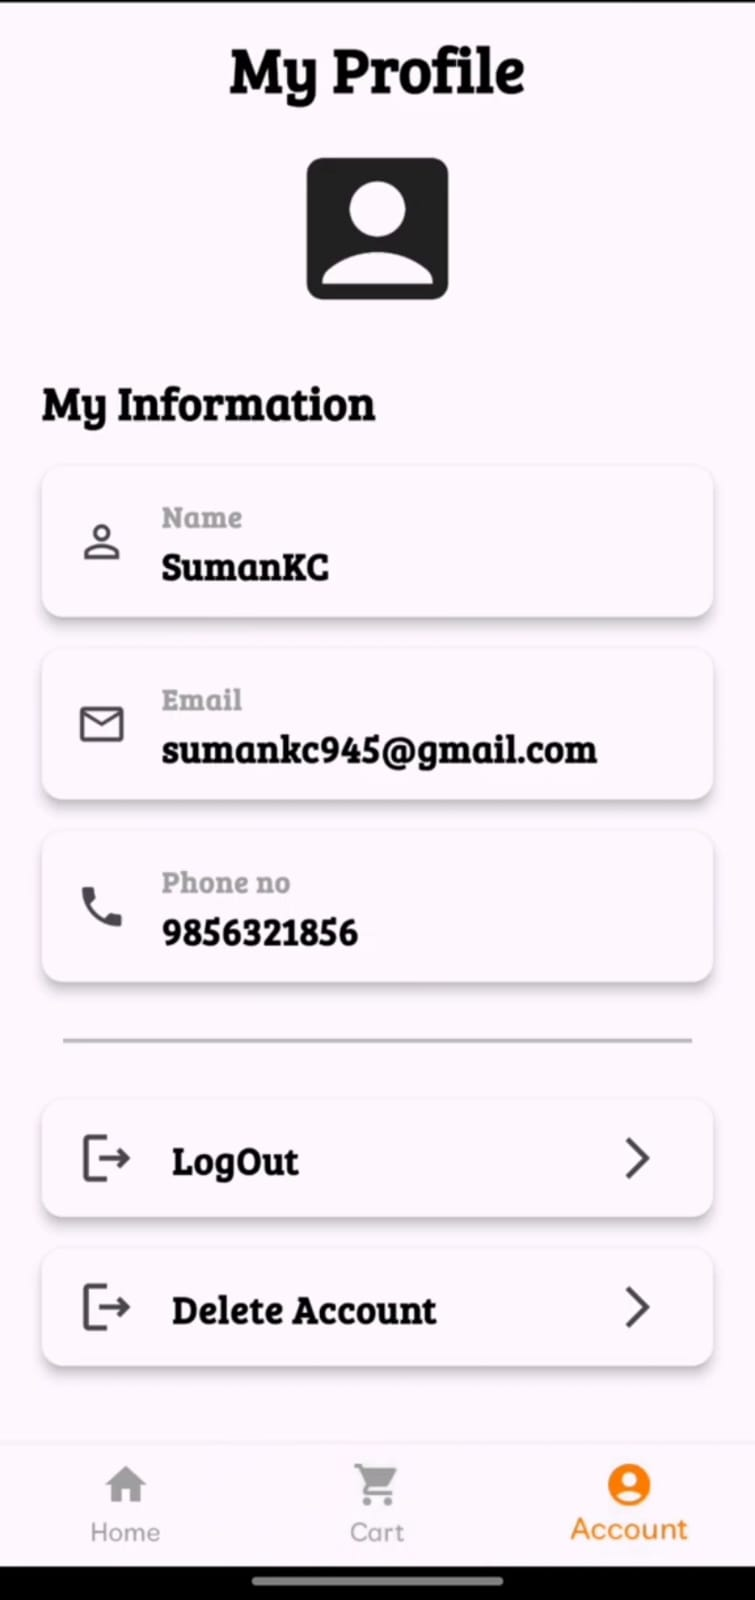 My Profile
My Information
Name
SumanKC
Email
sumankc945@gmail.com
Phone no
9856321856
LogOut
Delete Account
Home
Cart
Account